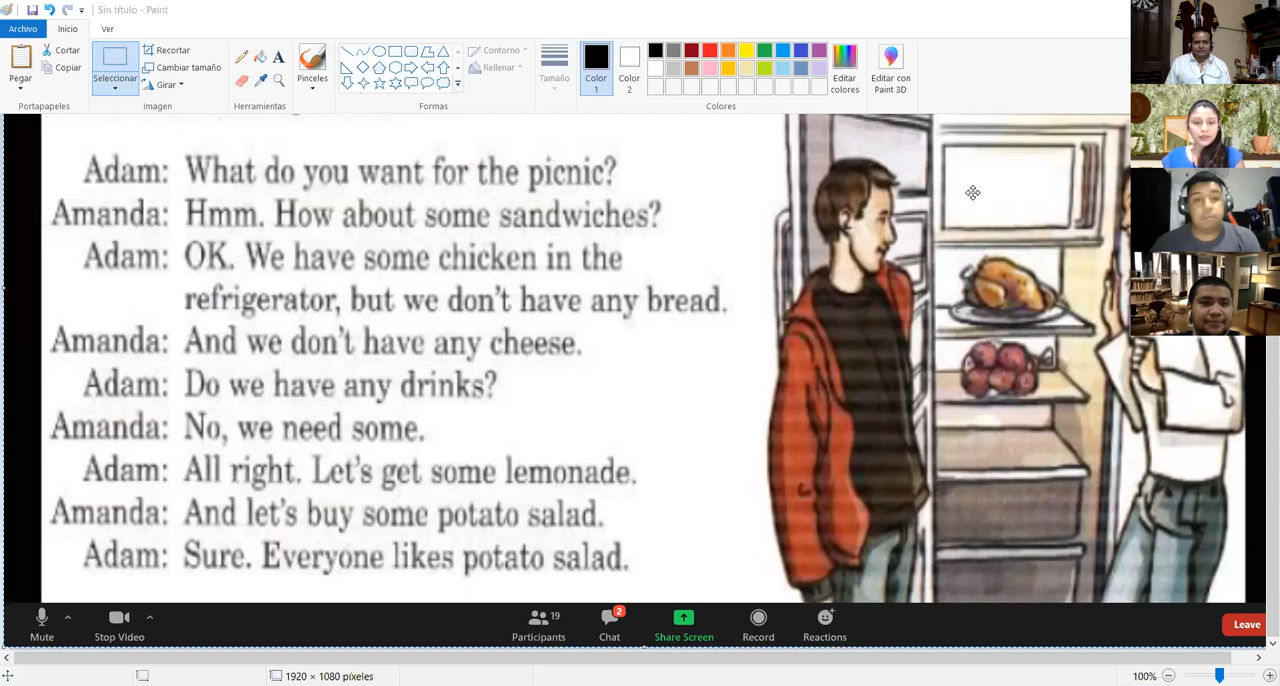 Sin título - Paint
Archivo Inicio Ver
Pegar
Cortar
Copiar
Portapapeles
Seleccionar
Recortar
Cambiar tamaño
Girar
Imagen
A
Herramientas
Pinceles
Contorno
Rellenar
Formas
Tamaño
Color
1
Color
2
Editar
colores
Colores
Editar con
Paint 3D
Adam: What do you want for the picnic?
Amanda: Hmm. How about some sandwiches?
Adam: OK. We have some chicken in the
refrigerator, but we don't have any bread.
Amanda: And we don't have any cheese.
Adam: Do we have any drinks?
Amanda: No, we need some.
Adam: All right. Let's get some lemonade.
Amanda: And let's buy some potato salad.
Adam: Sure. Everyone likes potato salad.
Mute
Stop Video
19
Participants
2
Chat
Share Screen
Record
Reactions
Leave
1920 × 1080 píxeles
100%